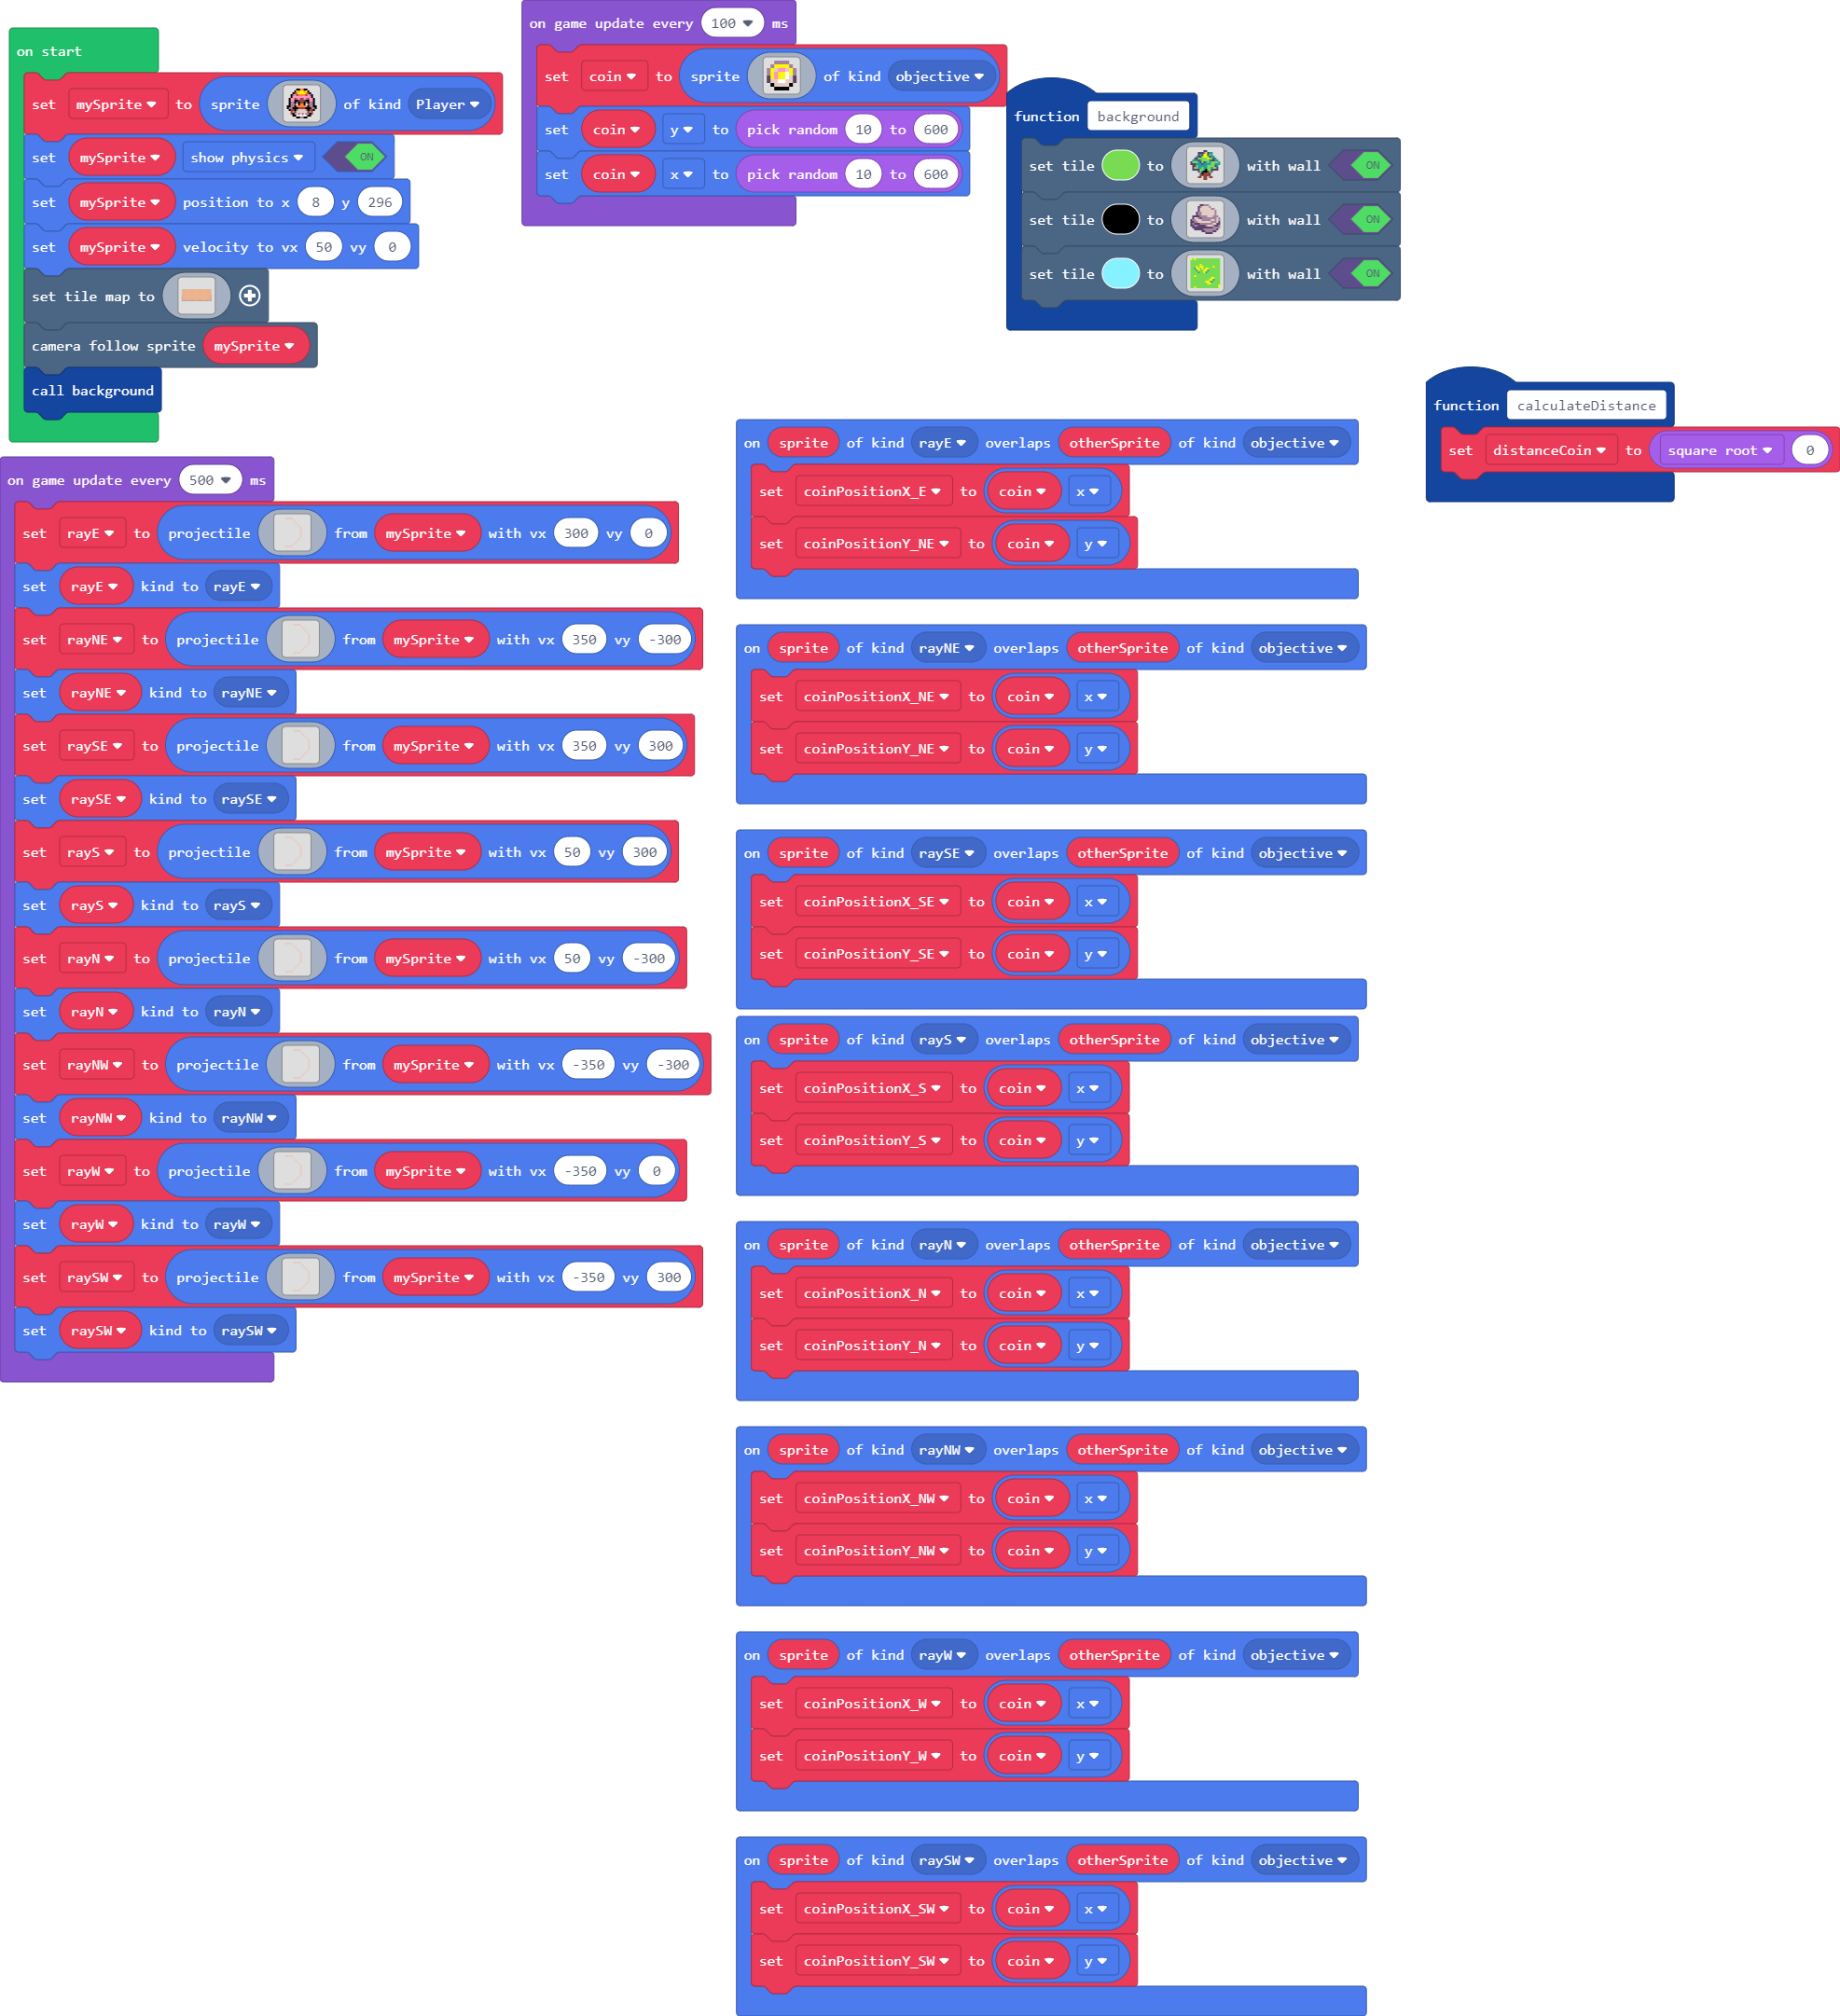 on start
set mySprite to sprite of kind Player
set mySprite show physics ON
set mySprite position to x 8 y 296
set mySprite velocity to vx 50 vy 0
set tile map to
camera follow sprite mySprite
call background
on game update every 100 ms
set coin to sprite of kind objective
set coin y to pick random 10 to 600
set coin x to pick random 10 to 600
function background
set tile to with wall ON
set tile to with wall ON
set tile to with wall ON
function calculateDistance
set distanceCoin to square root 0
on game update every 500 ms
set rayE to projectile from mySprite with vx 300 vy 0
set rayE kind to rayE
set rayNE to projectile from mySprite with vx 350 vy -300
set rayNE kind to rayNE
set raySE to projectile from mySprite with vx 350 vy 300
set raySE kind to raySE
set rayS to projectile from mySprite with vx 50 vy 300
set rayS kind to rayS
set rayN to projectile from mySprite with vx 50 vy -300
set rayN kind to rayN
set rayNW to projectile from mySprite with vx -350 vy -300
set rayNW kind to rayNW
set rayW to projectile from mySprite with vx -350 vy 0
set rayW kind to rayW
set raySW to projectile from mySprite with vx -350 vy 300
set raySW kind to raySW
on sprite of kind rayE overlaps otherSprite of kind objective
set coinPositionX_E to coin x
set coinPositionY_NE to coin y
on sprite of kind rayNE overlaps otherSprite of kind objective
set coinPositionX_NE to coin x
set coinPositionY_NE to coin y
on sprite of kind raySE overlaps otherSprite of kind objective
set coinPositionX_SE to coin x
set coinPositionY_SE to coin y
on sprite of kind rayS overlaps otherSprite of kind objective
set coinPositionX_S to coin x
set coinPositionY_S to coin y
on sprite of kind rayN overlaps otherSprite of kind objective
set coinPositionX_N to coin x
set coinPositionY_N to coin y
on sprite of kind rayNW overlaps otherSprite of kind objective
set coinPositionX_NW to coin x
set coinPositionY_NW to coin y
on sprite of kind rayW overlaps otherSprite of kind objective
set coinPositionX_W to coin x
set coinPositionY_W to coin y
on sprite of kind raySW overlaps otherSprite of kind objective
set coinPositionX_SW to coin x
set coinPositionY_SW to coin y